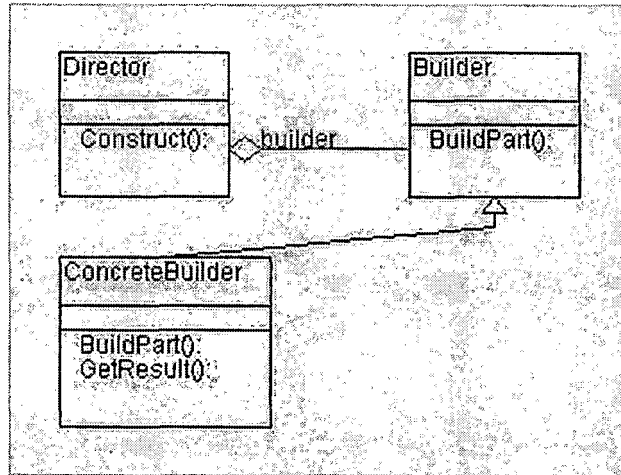 Director
Construct();
builder
Builder
BuildPart();
ConcreteBuilder
BuildPart();
GetResult();